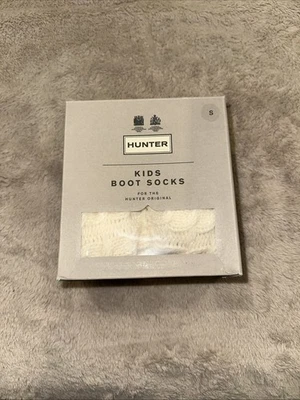 S
HUNTER
KIDS
BOOT SOCKS
FOR THE
HUNTER ORIGINAL